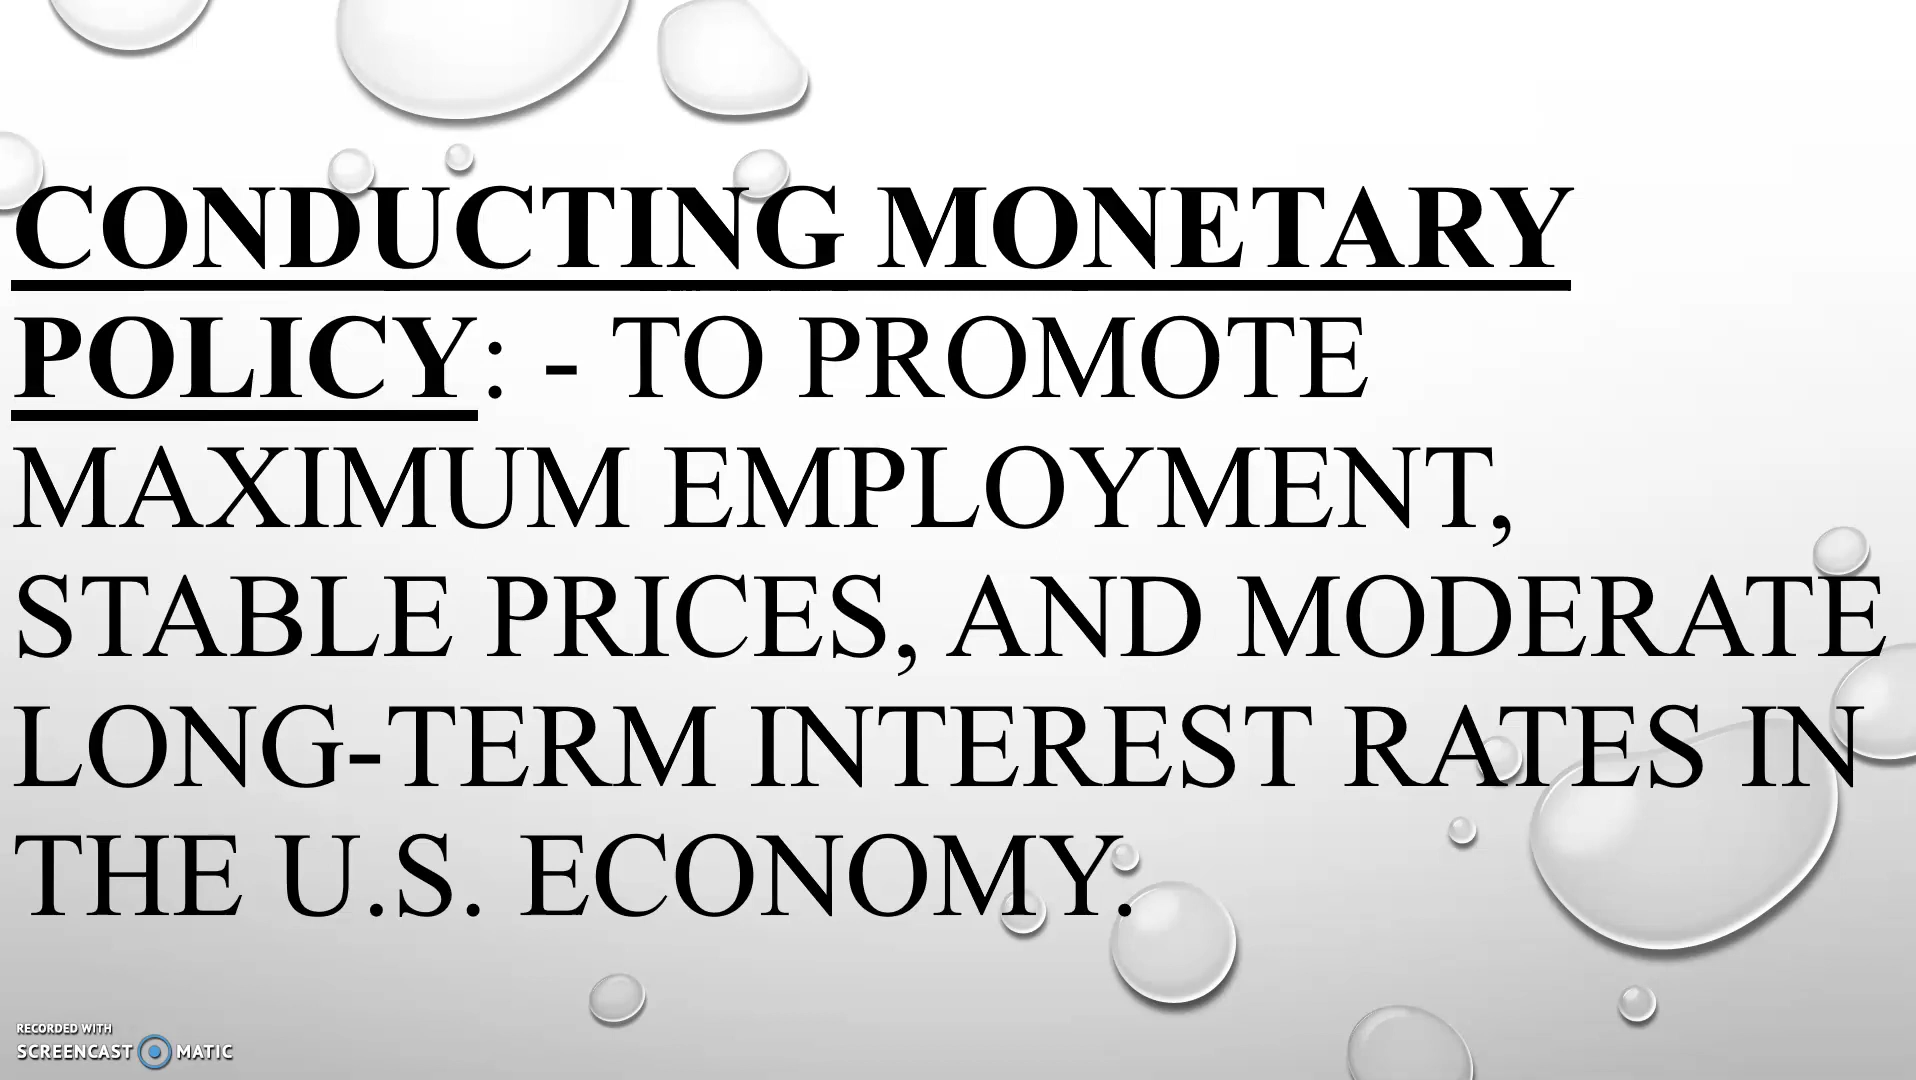 CONDUCTING MONETARY
POLICY: - TO PROMOTE
MAXIMUM EMPLOYMENT,
STABLE PRICES, AND MODERATE
LONG-TERM INTEREST RATES IN
THE U.S. ECONOMY.
RECORDED WITH
SCREENCAST MATIC